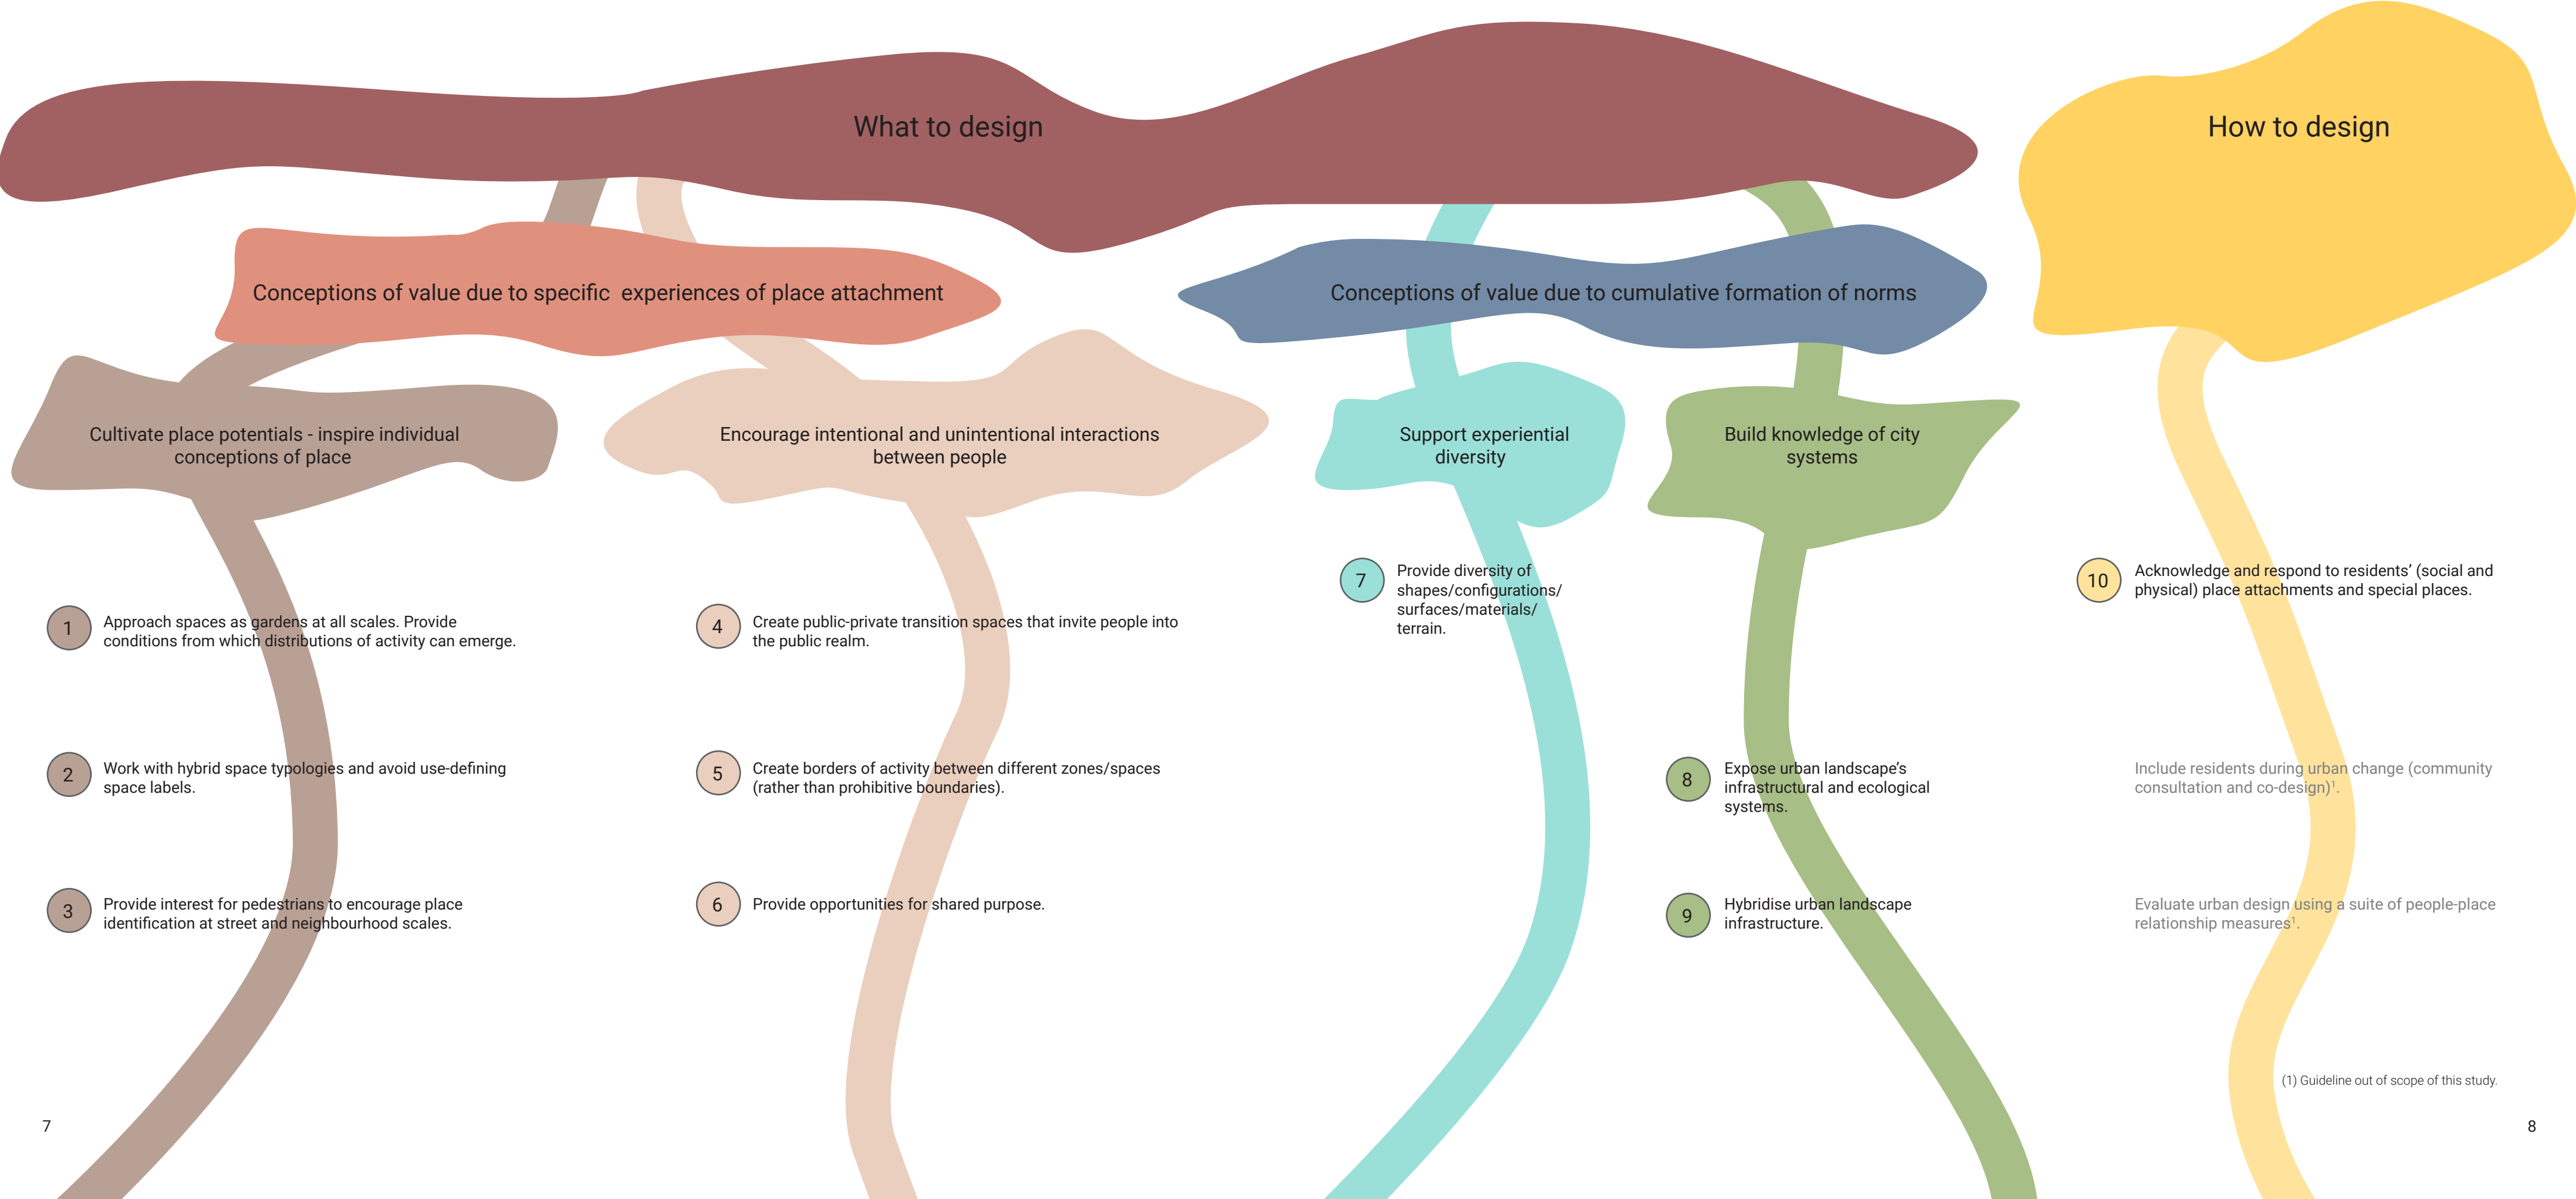 What to design
How to design
Conceptions of value due to specific  experiences of place attachment
Conceptions of value due to cumulative formation of norms
Cultivate place potentials - inspire individual
conceptions of place
Encourage intentional and unintentional interactions
between people
Support experiential
diversity
Build knowledge of city
systems
1
Approach spaces as gardens at all scales. Provide
conditions from which distributions of activity can emerge.
2
Work with hybrid space typologies and avoid use-defining
space labels.
3
Provide interest for pedestrians to encourage place
identification at street and neighbourhood scales.
4
Create public-private transition spaces that invite people into
the public realm.
5
Create borders of activity between different zones/spaces
(rather than prohibitive boundaries).
6
Provide opportunities for shared purpose.
7
Provide diversity of
shapes/configurations/
surfaces/materials/
terrain.
8
Expose urban landscape’s
infrastructural and ecological
systems.
9
Hybridise urban landscape
infrastructure.
10
Acknowledge and respond to residents’ (social and
physical) place attachments and special places.
Include residents during urban change (community
consultation and co-design)¹.
Evaluate urban design using a suite of people-place
relationship measures¹.
(1) Guideline out of scope of this study.
7
8